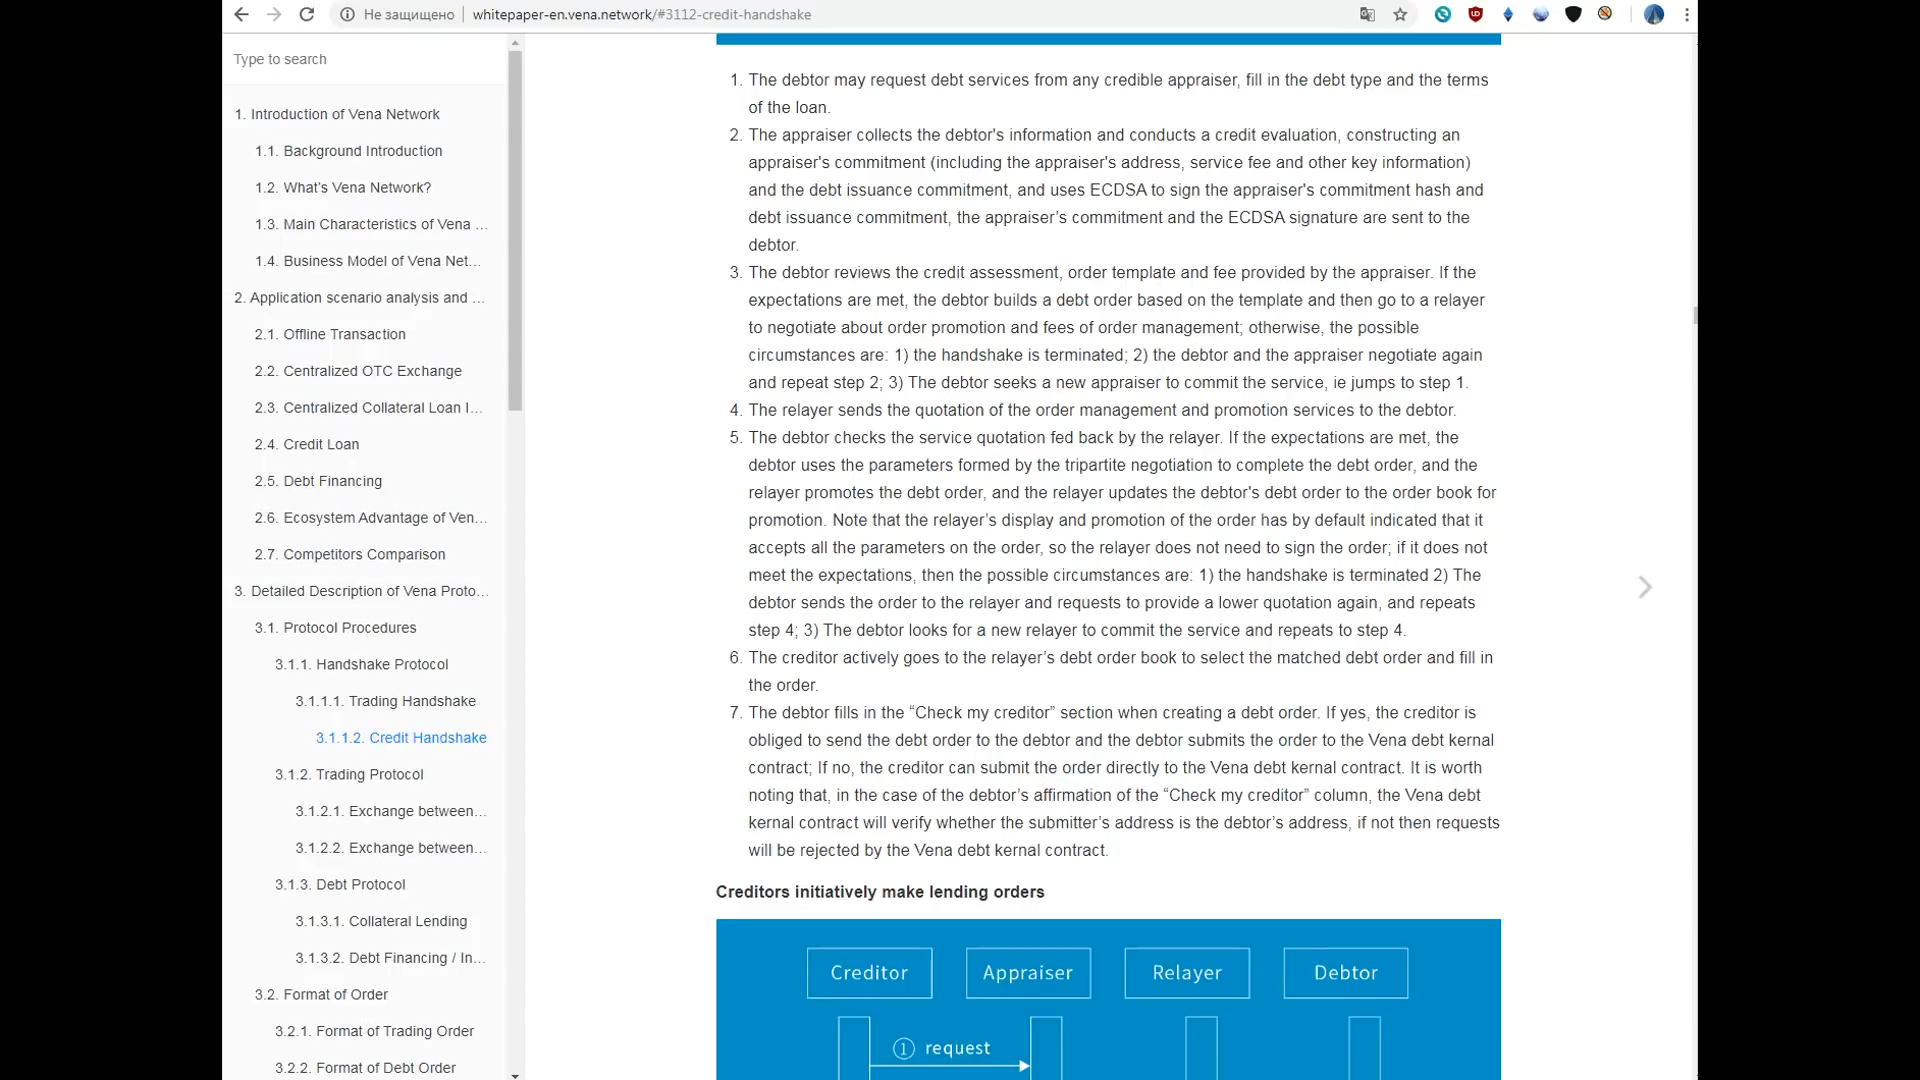 Не защищено
whitepaper-en.vena.network/#3112-credit-handshake
Type to search
1. Introduction of Vena Network
1.1. Background Introduction
1.2. What's Vena Network?
1.3. Main Characteristics of Vena ...
1.4. Business Model of Vena Net...
2. Application scenario analysis and ...
2.1. Offline Transaction
2.2. Centralized OTC Exchange
2.3. Centralized Collateral Loan I...
2.4. Credit Loan
2.5. Debt Financing
2.6. Ecosystem Advantage of Ven...
2.7. Competitors Comparison
3. Detailed Description of Vena Proto...
3.1. Protocol Procedures
3.1.1. Handshake Protocol
3.1.1.1. Trading Handshake
3.1.1.2. Credit Handshake
3.1.2. Trading Protocol
3.1.2.1. Exchange between...
3.1.2.2. Exchange between...
3.1.3. Debt Protocol
3.1.3.1. Collateral Lending
3.1.3.2. Debt Financing / In...
3.2. Format of Order
3.2.1. Format of Trading Order
3.2.2. Format of Debt Order
1. The debtor may request debt services from any credible appraiser, fill in the debt type and the terms
of the loan.
2. The appraiser collects the debtor's information and conducts a credit evaluation, constructing an
appraiser's commitment (including the appraiser's address, service fee and other key information)
and the debt issuance commitment, and uses ECDSA to sign the appraiser's commitment hash and
debt issuance commitment, the appraiser's commitment and the ECDSA signature are sent to the
debtor.
3. The debtor reviews the credit assessment, order template and fee provided by the appraiser. If the
expectations are met, the debtor builds a debt order based on the template and then go to a relayer
to negotiate about order promotion and fees of order management; otherwise, the possible
circumstances are: 1) the handshake is terminated; 2) the debtor and the appraiser negotiate again
and repeat step 2; 3) The debtor seeks a new appraiser to commit the service, ie jumps to step 1.
4. The relayer sends the quotation of the order management and promotion services to the debtor.
5. The debtor checks the service quotation fed back by the relayer. If the expectations are met, the
debtor uses the parameters formed by the tripartite negotiation to complete the debt order, and the
relayer promotes the debt order, and the relayer updates the debtor's debt order to the order book for
promotion. Note that the relayer's display and promotion of the order has by default indicated that it
accepts all the parameters on the order, so the relayer does not need to sign the order; if it does not
meet the expectations, then the possible circumstances are: 1) the handshake is terminated 2) The
debtor sends the order to the relayer and requests to provide a lower quotation again, and repeats
step 4; 3) The debtor looks for a new relayer to commit the service and repeats to step 4.
6. The creditor actively goes to the relayer's debt order book to select the matched debt order and fill in
the order.
7. The debtor fills in the “Check my creditor” section when creating a debt order. If yes, the creditor is
obliged to send the debt order to the debtor and the debtor submits the order to the Vena debt kernal
contract; If no, the creditor can submit the order directly to the Vena debt kernal contract. It is worth
noting that, in the case of the debtor's affirmation of the “Check my creditor” column, the Vena debt
kernal contract will verify whether the submitter's address is the debtor's address, if not then requests
will be rejected by the Vena debt kernal contract.
Creditors initiatively make lending orders
Creditor Appraiser Relayer Debtor
① request